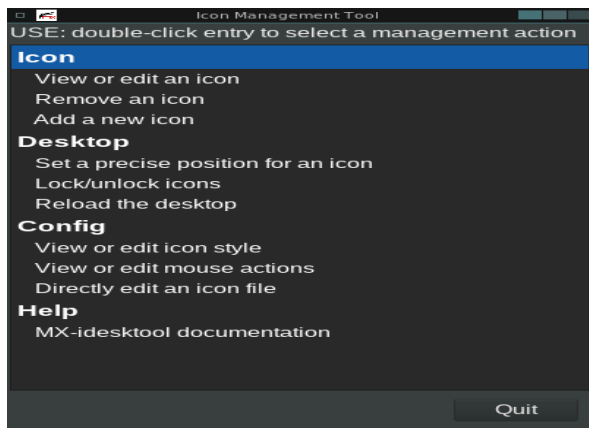 Icon Management Tool
USE: double-click entry to select a management action
Icon
View or edit an icon
Remove an icon
Add a new icon
Desktop
Set a precise position for an icon
Lock/unlock icons
Reload the desktop
Config
View or edit icon style
View or edit mouse actions
Directly edit an icon file
Help
MX-idesktool documentation
Quit